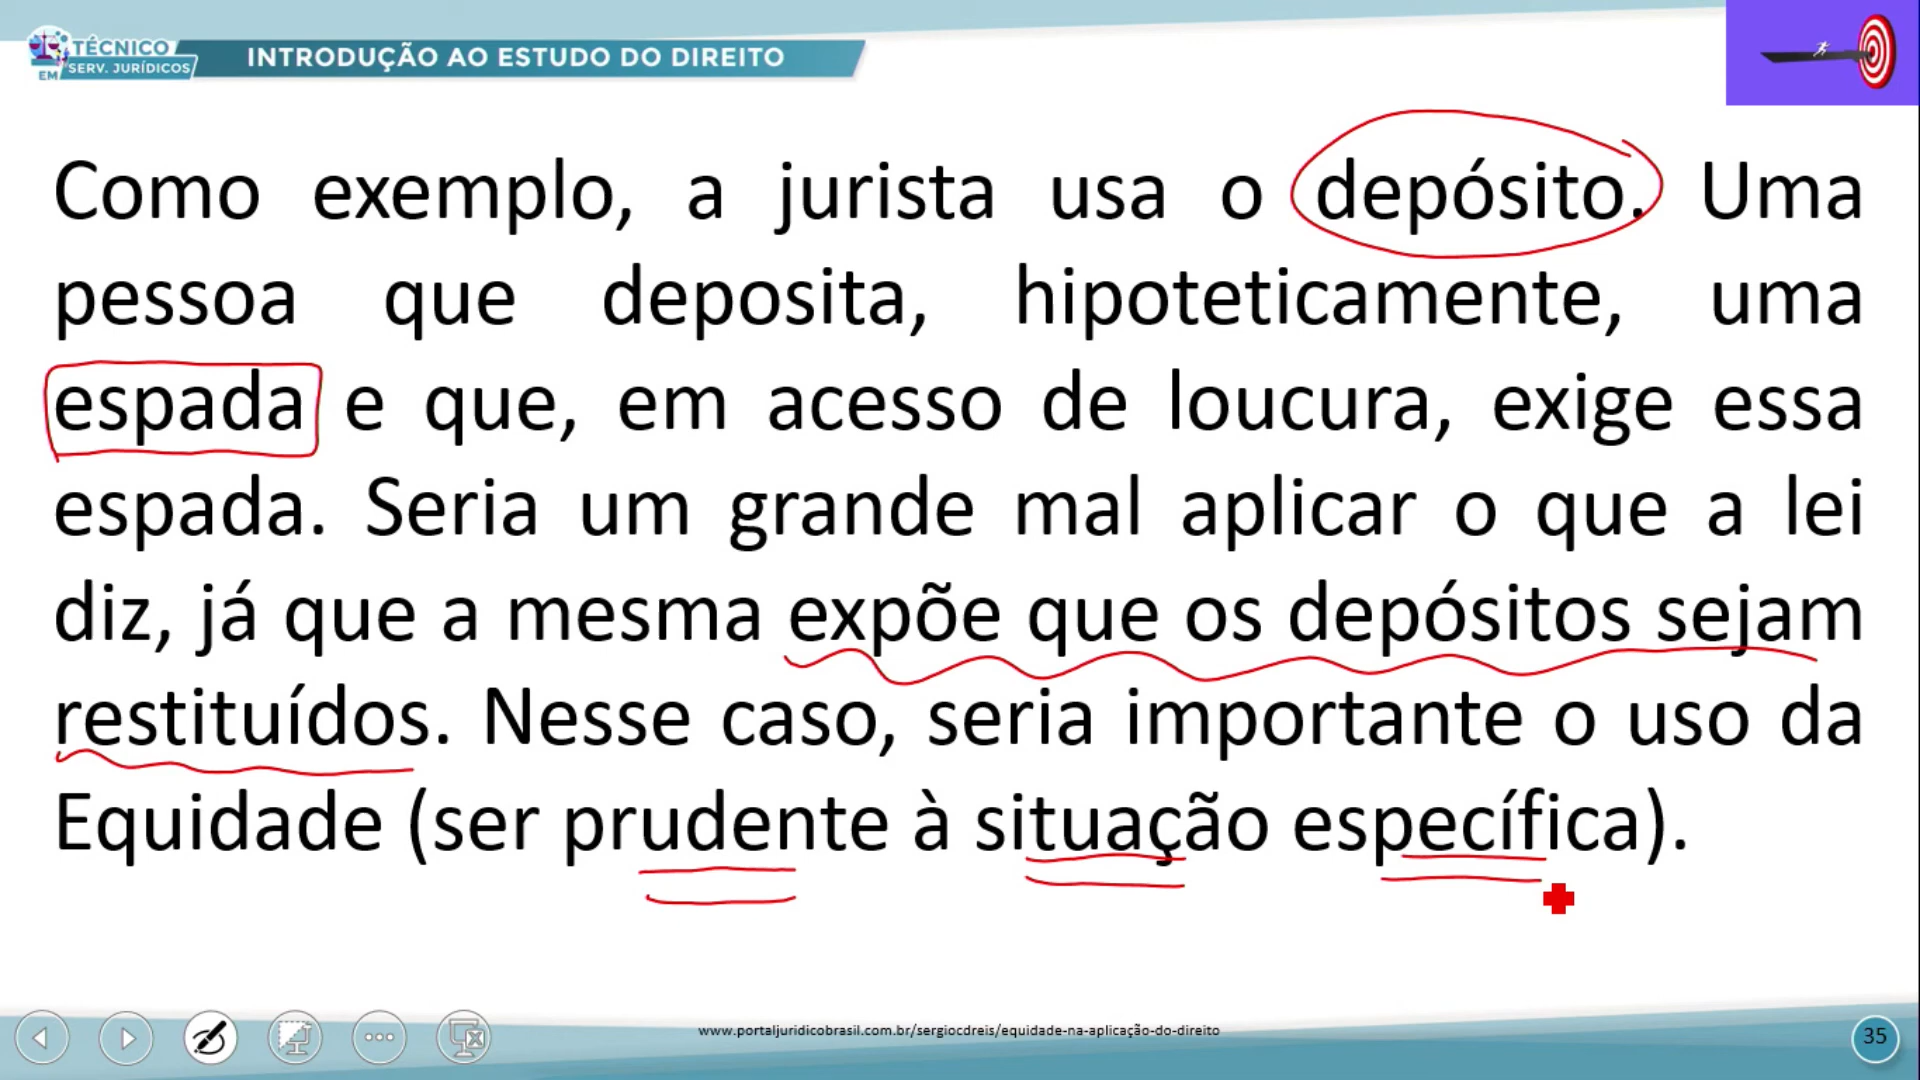 TÉCNICO
EM SERV. JURÍDICOS
INTRODUÇÃO AO ESTUDO DO DIREITO
Como exemplo, a jurista usa o depósito. Uma
pessoa que deposita, hipoteticamente, uma
espada e que, em acesso de loucura, exige essa
espada. Seria um grande mal aplicar o que a lei
diz, já que a mesma expõe que os depósitos sejam
restituídos. Nesse caso, seria importante o uso da
Equidade (ser prudente à situação específica).
www.portaljuridicobrasil.com.br/sergiocdreis/equidade-na-aplicação-do-direito
35